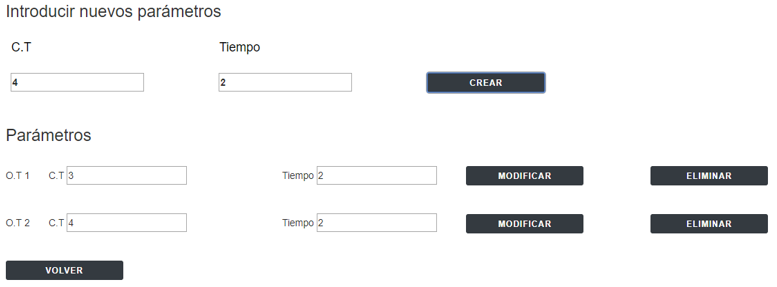 Introducir nuevos parámetros
C.T Tiempo
4 2 CREAR
Parámetros
O.T 1 C.T 3 Tiempo 2 MODIFICAR ELIMINAR
O.T 2 C.T 4 Tiempo 2 MODIFICAR ELIMINAR
VOLVER